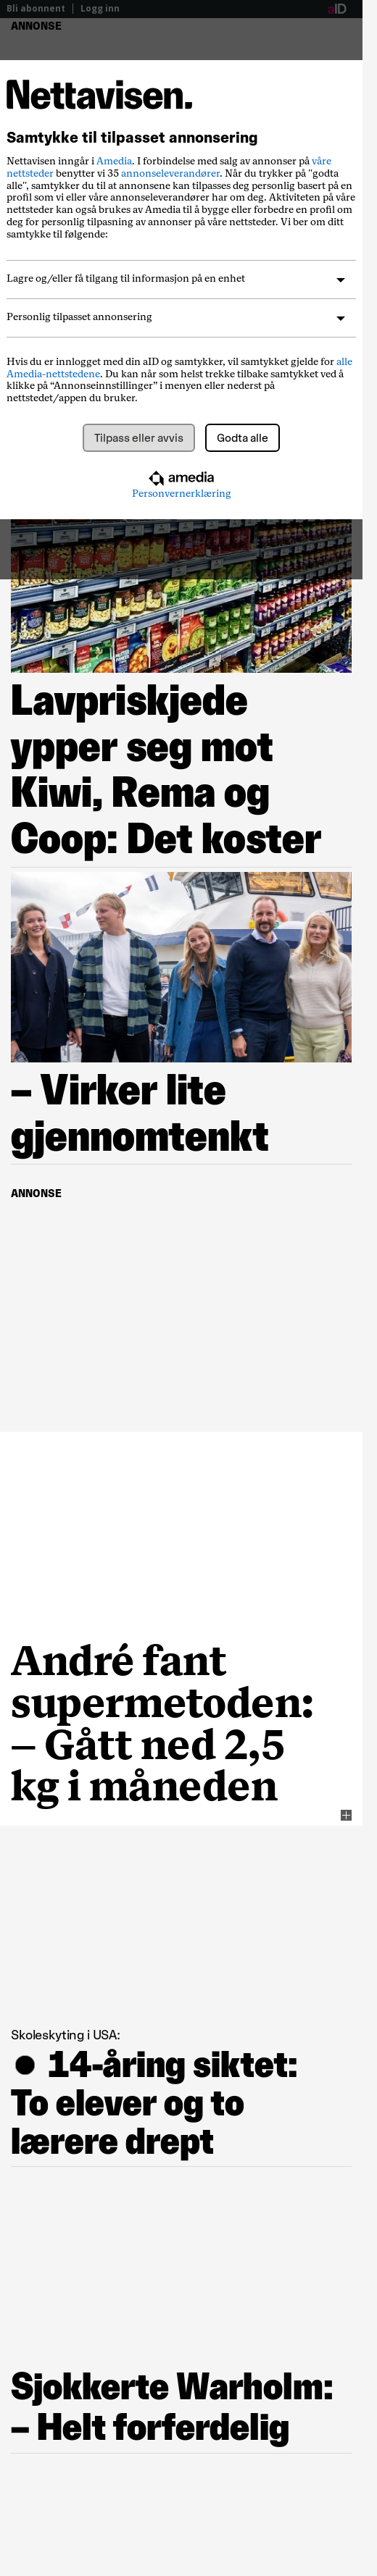 Bli abonnent | Logg inn
aID
ANNONSE
Nettavisen.
Samtykke til tilpasset annonsering
Nettavisen inngår i Amedia. I forbindelse med salg av annonser på våre
nettsteder benytter vi 35 annonseleverandører. Når du trykker på "godta
alle", samtykker du til at annonsene kan tilpasses deg personlig basert på en
profil som vi eller våre annonseleverandører har om deg. Aktiviteten på våre
nettsteder kan også brukes av Amedia til å bygge eller forbedre en profil om
deg for personlig tilpasning av annonser på våre nettsteder. Vi ber om ditt
samtykke til følgende:
Lagre og/eller få tilgang til informasjon på en enhet
Personlig tilpasset annonsering
Hvis du er innlogget med din aID og samtykker, vil samtykket gjelde for alle
Amedia-nettstedene. Du kan når som helst trekke tilbake samtykket ved å
klikke på “Annonseinnstillinger” i menyen eller nederst på
nettstedet/appen du bruker.
Tilpass eller avvis
Godta alle
amedia
Personvernerklæring
Lavpriskjede
ypper seg mot
Kiwi, Rema og
Coop: Det koster
– Virker lite
gjennomtenkt
ANNONSE
André fant
supermetoden:
– Gått ned 2,5
kg i måneden
Skoleskyting i USA:
● 14-åring siktet:
To elever og to
lærere drept
Sjokkerte Warholm:
– Helt forferdelig